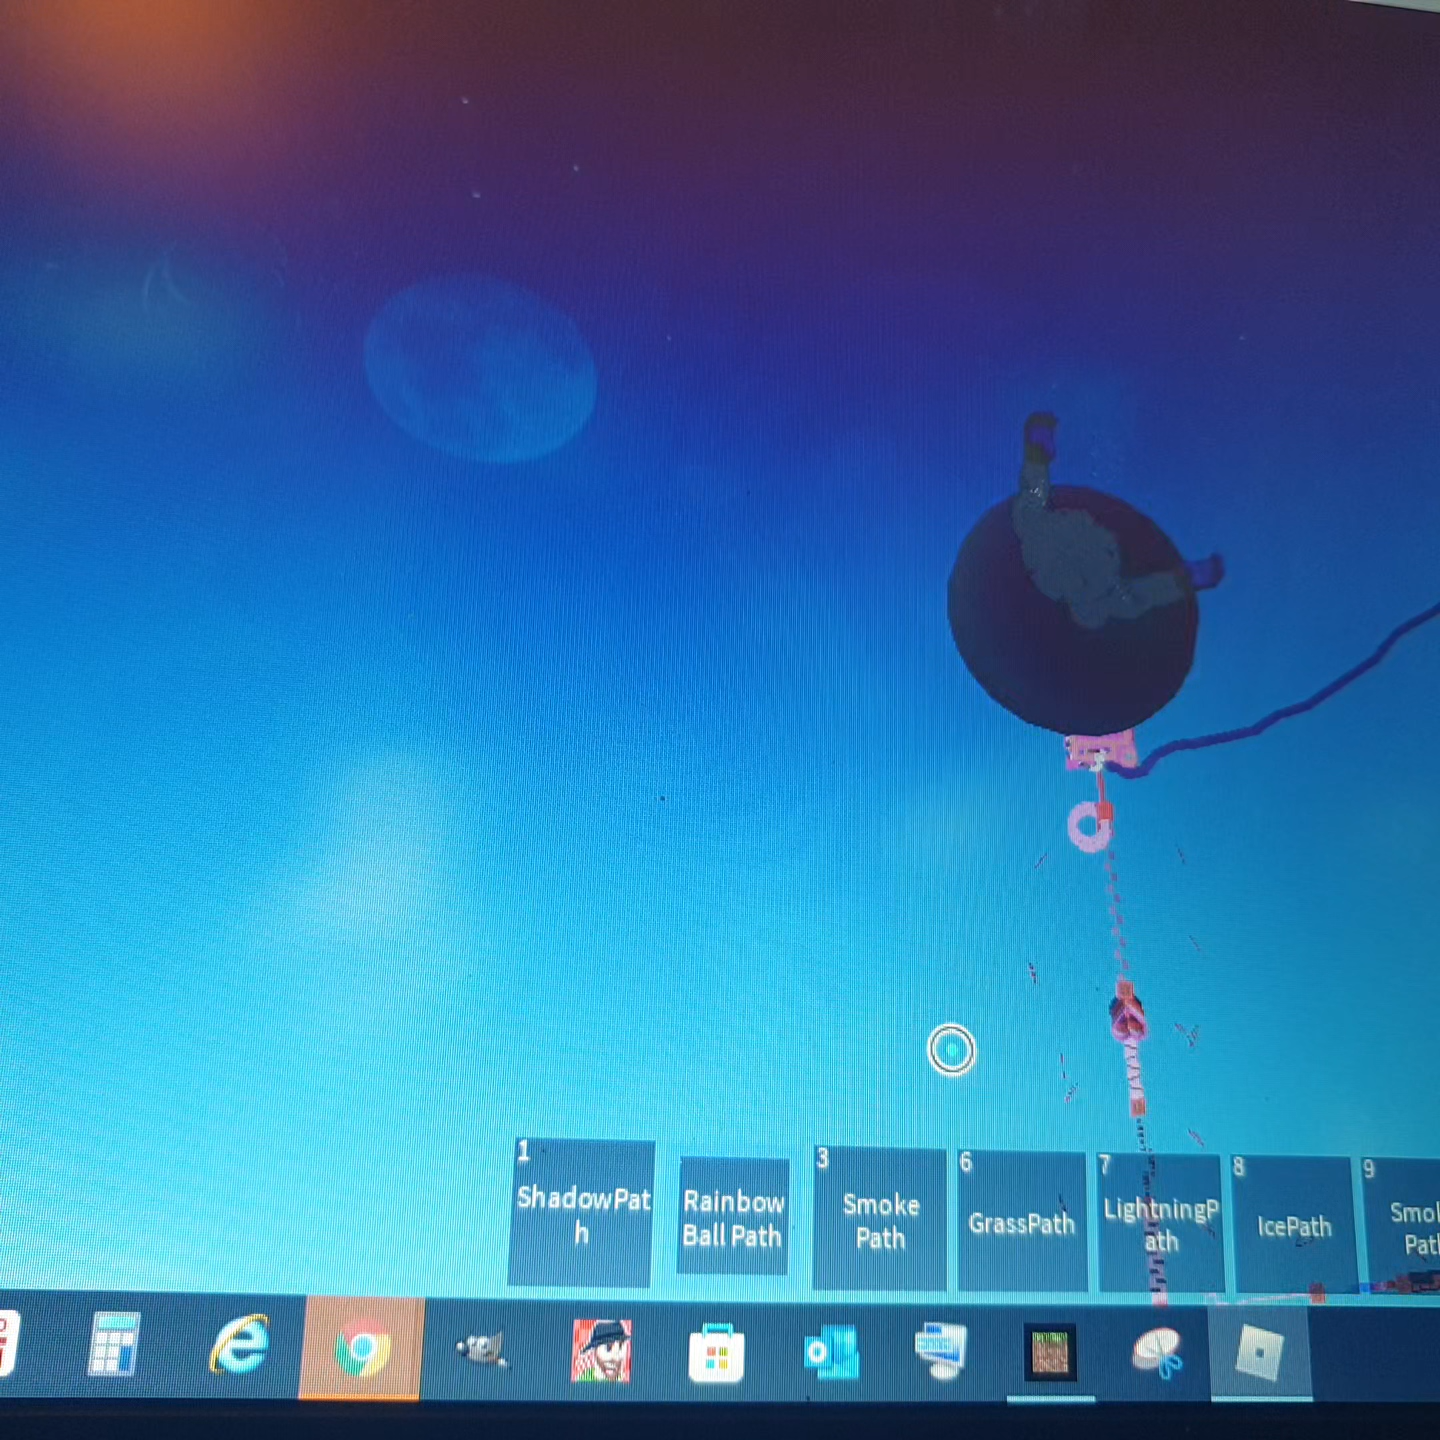 1
ShadowPat
h
Rainbow
Ball Path
3
Smoke
Path
6
GrassPath
7
LightningP
ath
8
IcePath
9